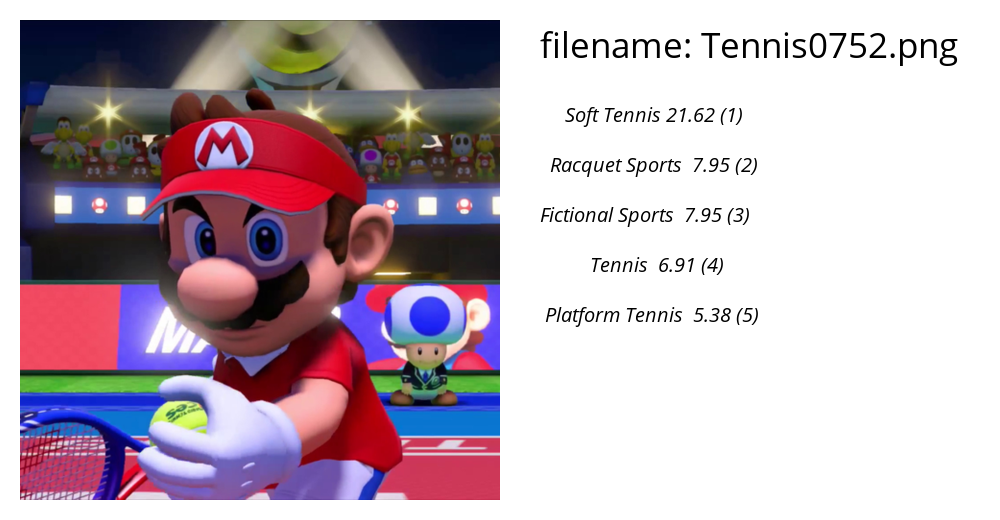 filename: Tennis0752.png
Soft Tennis 21.62 (1)
Racquet Sports 7.95 (2)
Fictional Sports 7.95 (3)
Tennis 6.91 (4)
Platform Tennis 5.38 (5)
M
MA